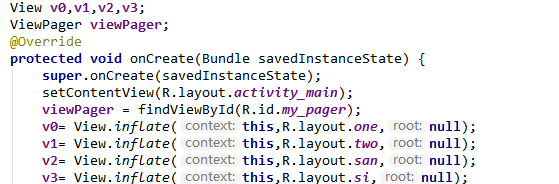 View v0,v1,v2,v3;
ViewPager viewPager;
@Override
protected void onCreate(Bundle savedInstanceState) {
super.onCreate(savedInstanceState);
setContentView(R.layout.activity_main);
viewPager = findViewById(R.id.my_pager);
v0= View.inflate( context: this,R.layout.one, root: null);
v1= View.inflate( context: this,R.layout.two, root: null);
v2= View.inflate( context: this,R.layout.san, root: null);
v3= View.inflate( context: this,R.layout.si, root: null);